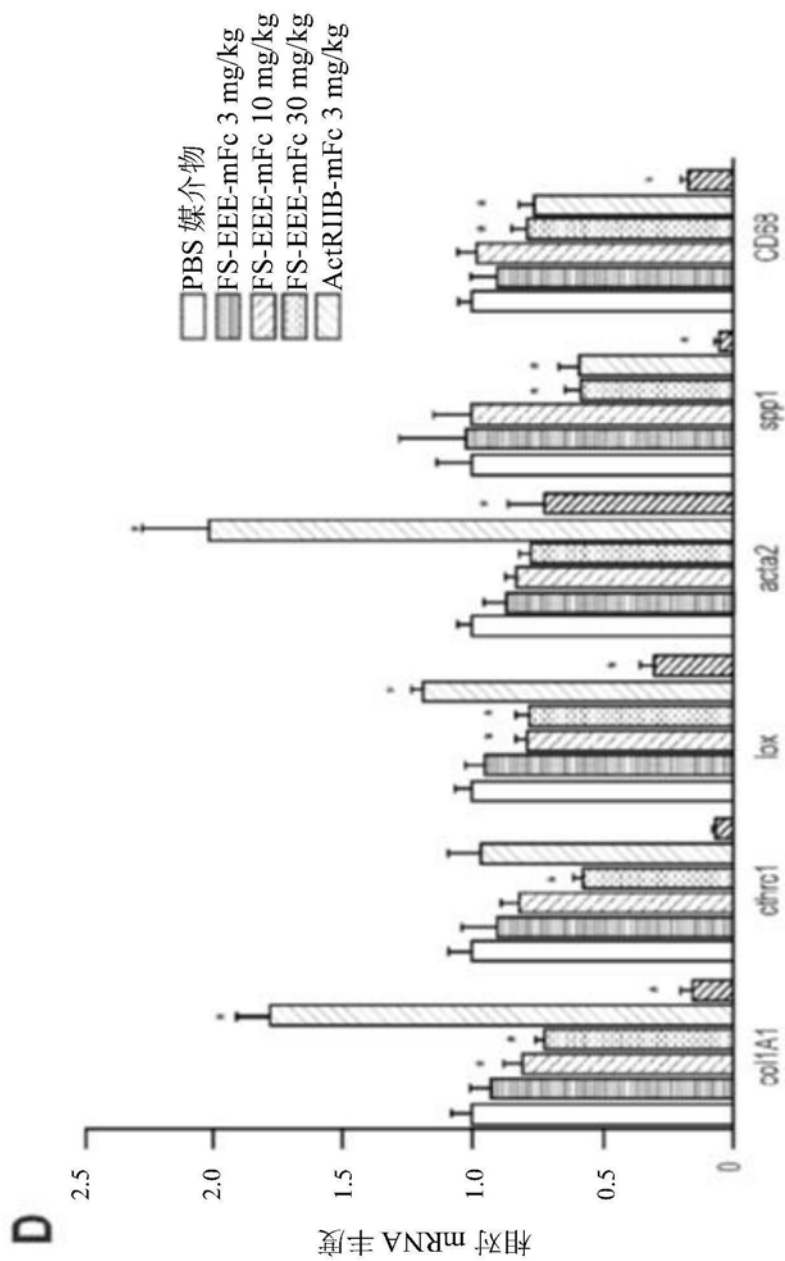 D
相对 mRNA 丰度
2.5
2.0
1.5
1.0
0.5
0
PBS 媒介物
FS-EEE-mFc 3 mg/kg
FS-EEE-mFc 10 mg/kg
FS-EEE-mFc 30 mg/kg
ActRIIB-mFc 3 mg/kg
col1A1
cthrc1
lox
acta2
spp1
CD68